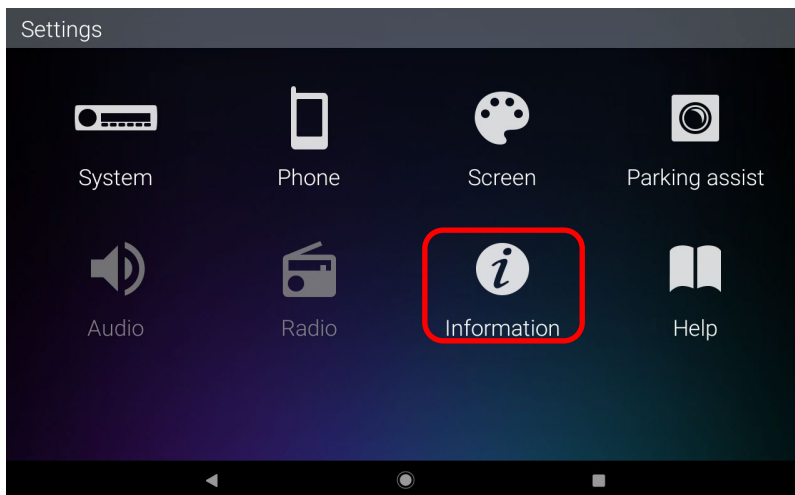 Settings
System Phone Screen Parking assist
Audio Radio Information Help